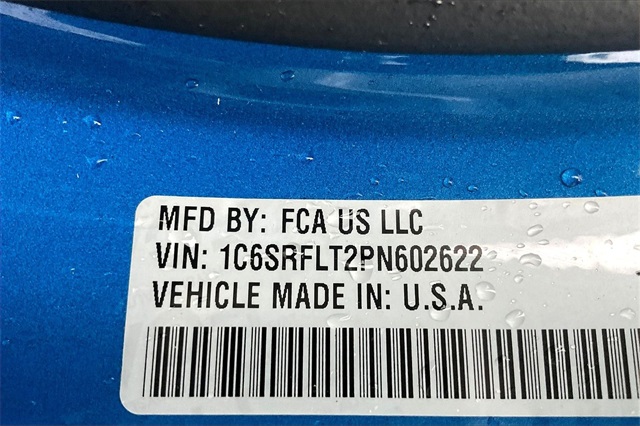 MFD BY: FCA US LLC
VIN: 1C6SRFLT2PN602622
VEHICLE MADE IN: U.S.A.